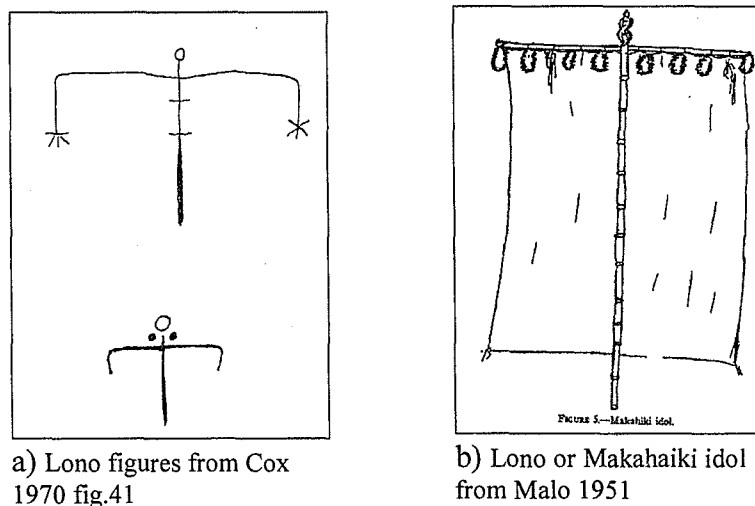 FIGURE 5.—Makahiki idol.
a) Lono figures from Cox
1970 fig.41
b) Lono or Makahaiki idol
from Malo 1951